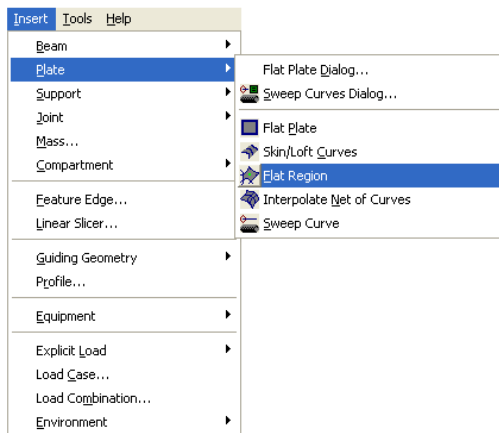 Insert Tools Help
Beam
Plate
Support
Joint
Mass...
Compartment
Feature Edge...
Linear Slicer...
Guiding Geometry
Profile...
Equipment
Explicit Load
Load Case...
Load Combination...
Environment
Flat Plate Dialog...
Sweep Curves Dialog...
Flat Plate
Skin/Loft Curves
Flat Region
Interpolate Net of Curves
Sweep Curve